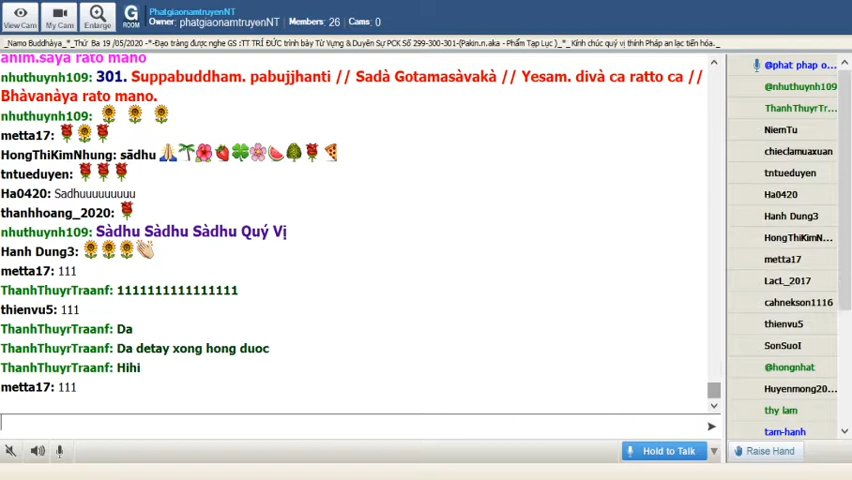 View Cam
My Cam
Enlarge
G
ROOM
PhatgiaonamtruyenNT
Owner: phatgiaonamtruyenNT Members: 26 Cams: 0
_Namo Buddhàya_*_Thứ Ba 19 /05/2020 -*-Đạo tràng được nghe GS :TT TRÍ ĐỨC trình bày Từ Vựng & Duyên Sự PCK Số 299-300-301-(Pakin.n.aka - Phẩm Tạp Lục )_*_ Kính chúc quý vị thính Pháp an lạc tiến hóa._
anim.saya rato mano
nhuthuynh109: 301. Suppabuddham. pabujjhanti // Sadà Gotamasàvakà // Yesam. divà ca ratto ca //
Bhàvanàya rato mano.
nhuthuynh109:
metta17:
HongThiKimNhung: sādhu
tntueduyen:
Ha0420: Sadhuuuuuuuuu
thanhhoang_2020:
nhuthuynh109: Sàdhu Sàdhu Sàdhu Quý Vị
Hanh Dung3:
metta17: 111
ThanhThuyrTraanf: 1111111111111111
thienvu5: 111
ThanhThuyrTraanf: Da
ThanhThuyrTraanf: Da detay xong hong duoc
ThanhThuyrTraanf: Hihi
metta17: 111
Hold to Talk
@phat phap o...
@nhuthuynh109
ThanhThuyrTr...
NiemTu
chieclamuaxuan
tntueduyen
Ha0420
Hanh Dung3
HongThiKimN...
metta17
LacL_2017
cahnekson1116
thienvu5
SonSuoI
@hongnhat
Huyenmong20...
thy lam
tam-hanh
Raise Hand